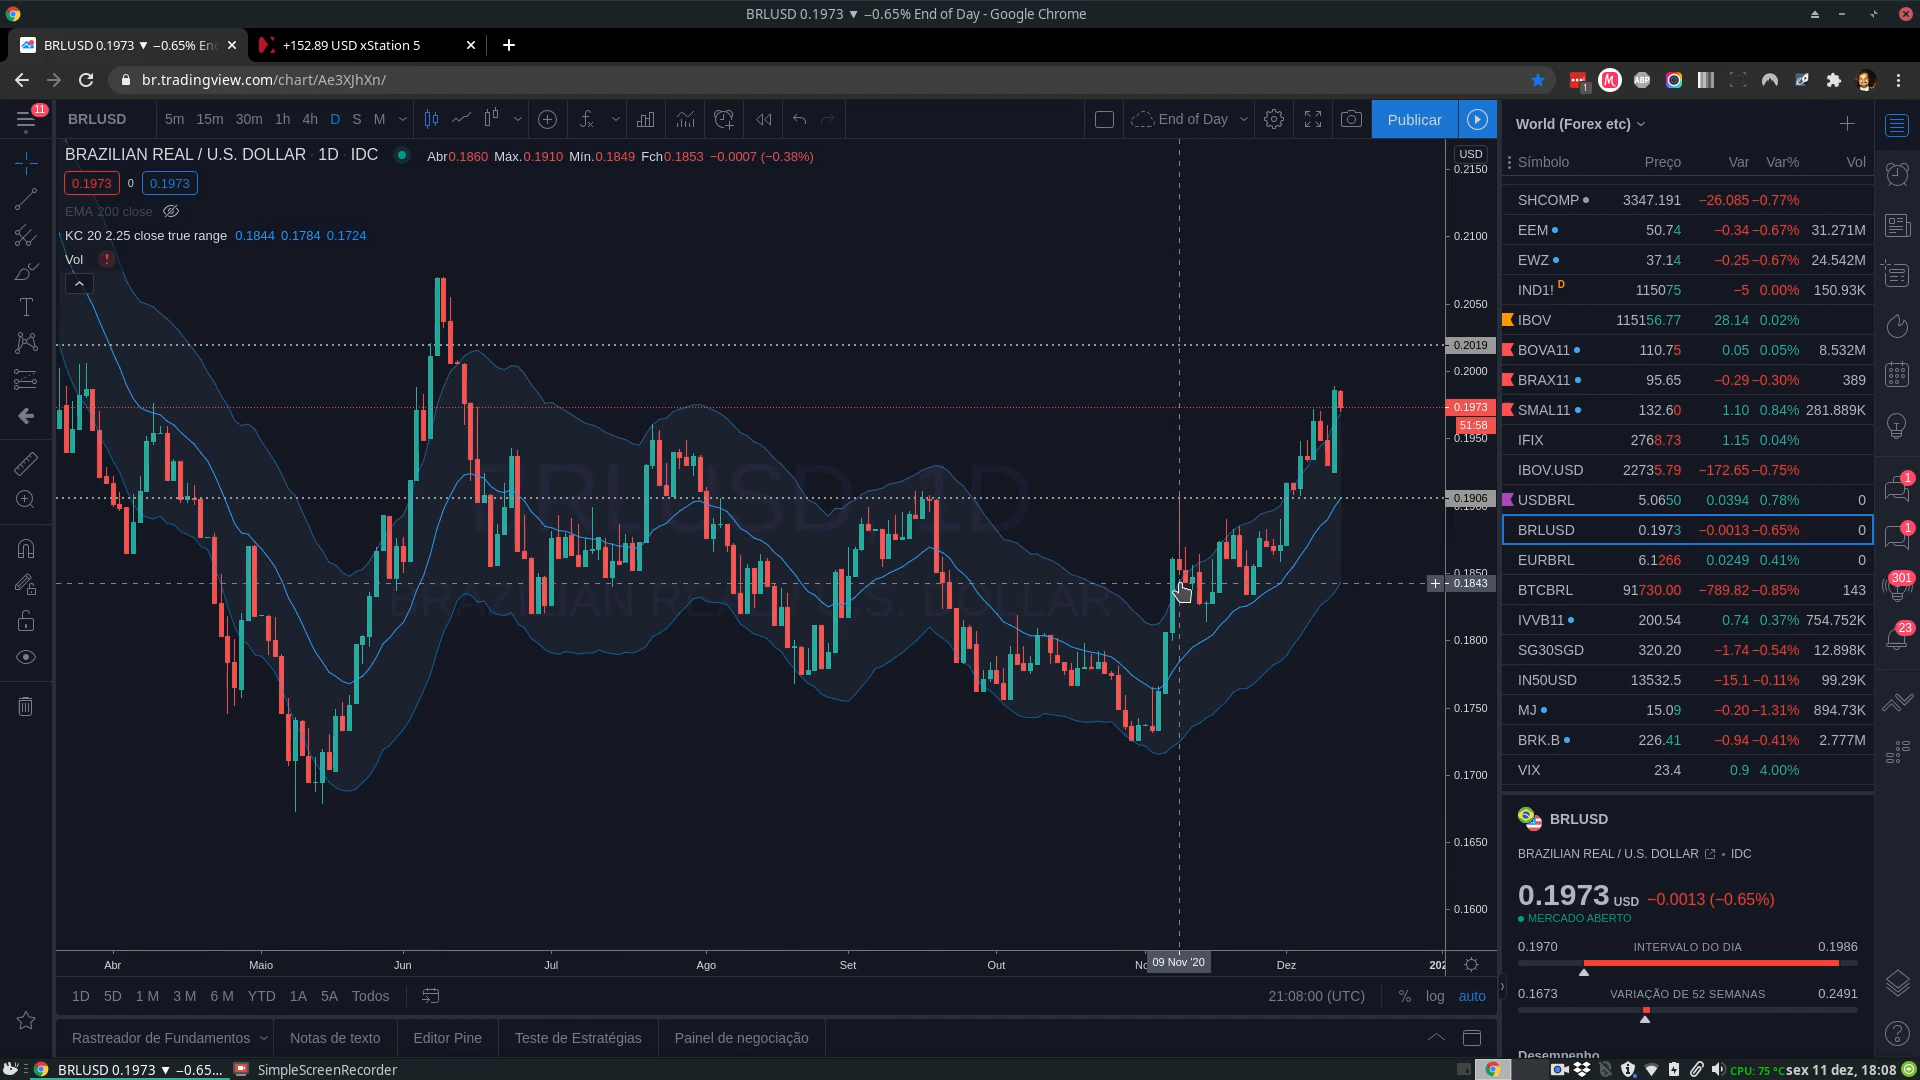 BRLUSD 0.1973 ▼ −0.65% End of Day - Google Chrome
BRLUSD 0.1973 ▼ −0.65% En
+152.89 USD xStation 5
br.tradingview.com/chart/Ae3XJhXn/
1
ABP
11
BRLUSD 5m 15m 30m 1h 4h D S M End of Day Publicar
BRAZILIAN REAL / U.S. DOLLAR · 1D · IDC Abr0.1860 Máx.0.1910 Mín.0.1849 Fch0.1853 −0.0007 (−0.38%)
0.1973 0 0.1973
EMA 200 close
KC 20 2.25 close true range 0.1844 0.1784 0.1724
Vol !
BRLUSD, 1D
BRAZILIAN REAL / U.S. DOLLAR
USD
0.2150
0.2100
0.2050
0.2019
0.2000
0.1973
51:58
0.1950
0.1906
0.1900
0.1850
0.1843
0.1800
0.1750
0.1700
0.1650
0.1600
Abr Maio Jun Jul Ago Set Out No 09 Nov '20 Dez 202
1D 5D 1 M 3 M 6 M YTD 1A 5A Todos 21:08:00 (UTC) % log auto
Rastreador de Fundamentos Notas de texto Editor Pine Teste de Estratégias Painel de negociação
World (Forex etc)
Símbolo Preço Var Var% Vol
SHCOMP 3347.191 −26.085 −0.77%
EEM 50.74 −0.34 −0.67% 31.271M
EWZ 37.14 −0.25 −0.67% 24.542M
IND1! D 115075 −5 0.00% 150.93K
IBOV 115156.77 28.14 0.02%
BOVA11 110.75 0.05 0.05% 8.532M
BRAX11 95.65 −0.29 −0.30% 389
SMAL11 132.60 1.10 0.84% 281.889K
IFIX 2768.73 1.15 0.04%
IBOV.USD 22735.79 −172.65 −0.75%
USDBRL 5.0650 0.0394 0.78% 0
BRLUSD 0.1973 −0.0013 −0.65% 0
EURBRL 6.1266 0.0249 0.41% 0
BTCBRL 91730.00 −789.82 −0.85% 143
IVVB11 200.54 0.74 0.37% 754.752K
SG30SGD 320.20 −1.74 −0.54% 12.898K
IN50USD 13532.5 −15.1 −0.11% 99.29K
MJ 15.09 −0.20 −1.31% 894.73K
BRK.B 226.41 −0.94 −0.41% 2.777M
VIX 23.4 0.9 4.00%
BRLUSD
BRAZILIAN REAL / U.S. DOLLAR • IDC
0.1973 USD −0.0013 (−0.65%)
MERCADO ABERTO
0.1970 INTERVALO DO DIA 0.1986
0.1673 VARIAÇÃO DE 52 SEMANAS 0.2491
Desempenho
1
1
301
23
BRLUSD 0.1973 ▼ −0.65...
SimpleScreenRecorder
CPU: 75 °C
sex 11 dez, 18:08